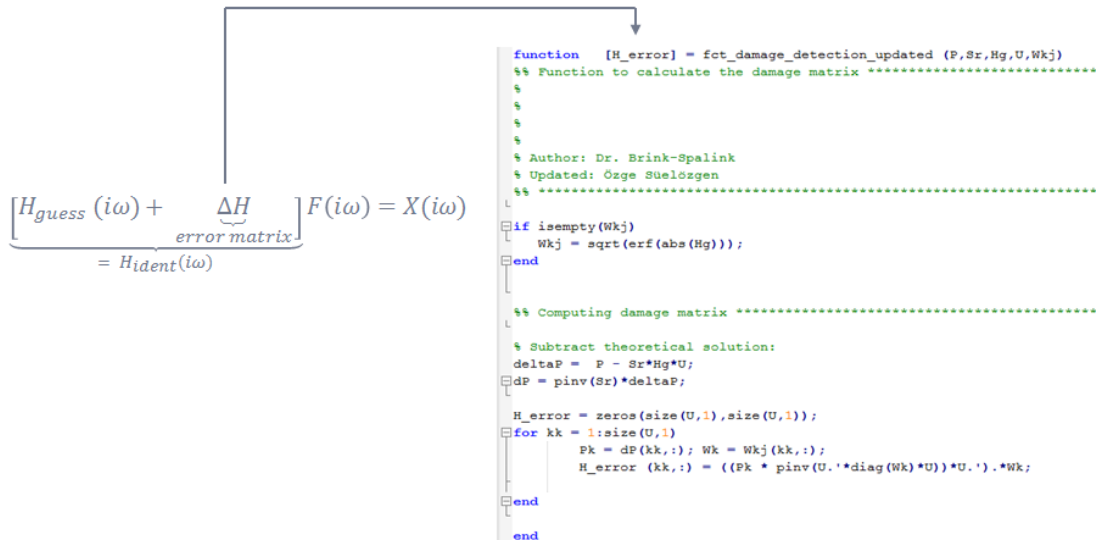 [H_guess (iω) + ΔH] F(iω) = X(iω)
error matrix
= H_ident(iω)
function [H_error] = fct_damage_detection_updated (P,Sr,Hg,U,Wkj)
%% Function to calculate the damage matrix ****************************
%
%
%
%
% Author: Dr. Brink-Spalink
% Updated: Özge Süelözgen
%% ********************************************************************
if isempty(Wkj)
Wkj = sqrt(erf(abs(Hg)));
end
%% Computing damage matrix ********************************************
% Subtract theoretical solution:
deltaP = P - Sr*Hg*U;
dP = pinv(Sr)*deltaP;
H_error = zeros(size(U,1),size(U,1));
for kk = 1:size(U,1)
Pk = dP(kk,:); Wk = Wkj(kk,:);
H_error (kk,:) = ((Pk * pinv(U.'*diag(Wk)*U))*U.').*Wk;
end
end